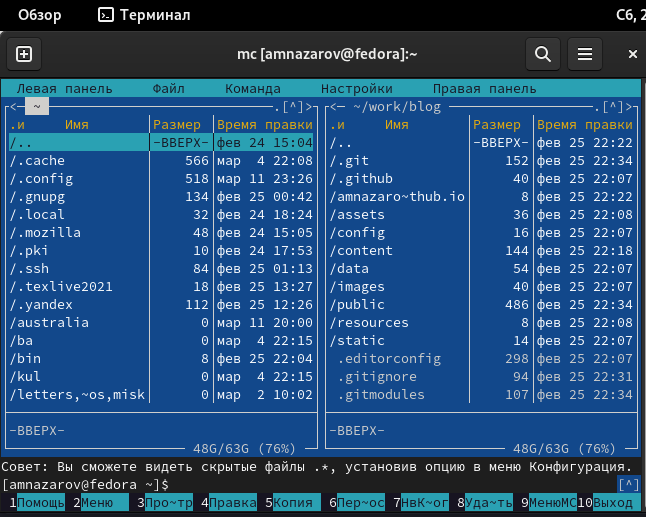 Обзор Терминал Сб, 2
mc [amnazarov@fedora]:~
Левая панель Файл Команда Настройки Правая панель
<— ~ .[^]> <— ~/work/blog .[^]>
.и Имя Размер Время правки .и Имя Размер Время правки
/.. -ВВЕРХ- фев 24 15:04 /.. -ВВЕРХ- фев 25 22:22
/.cache 566 мар 4 22:08 /.git 152 фев 25 22:34
/.config 518 мар 11 23:26 /.github 40 фев 25 22:07
/.gnupg 134 фев 25 00:42 /amnazaro~thub.io 8 фев 25 22:22
/.local 32 фев 24 18:24 /assets 36 фев 25 22:08
/.mozilla 48 фев 24 15:05 /config 16 фев 25 22:07
/.pki 10 фев 24 17:53 /content 144 фев 25 22:18
/.ssh 84 фев 25 01:13 /data 54 фев 25 22:07
/.texlive2021 18 фев 25 13:27 /images 40 фев 25 22:07
/.yandex 112 фев 25 12:26 /public 486 фев 25 22:34
/australia 0 мар 11 20:00 /resources 8 фев 25 22:08
/ba 0 мар 4 22:15 /static 14 фев 25 22:07
/bin 8 фев 25 22:04 .editorconfig 298 фев 25 22:07
/kul 0 мар 4 22:15 .gitignore 94 фев 25 22:31
/letters,~os,misk 0 мар 2 10:02 .gitmodules 107 фев 25 22:34
-ВВЕРХ- -ВВЕРХ-
48G/63G (76%) 48G/63G (76%)
Совет: Вы сможете видеть скрытые файлы .*, установив опцию в меню Конфигурация.
[amnazarov@fedora ~]$ [^]
1Помощь 2Меню 3Про~тр 4Правка 5Копия 6Пер~ос 7НвК~ог 8Уда~ть 9МенюMC 10Выход